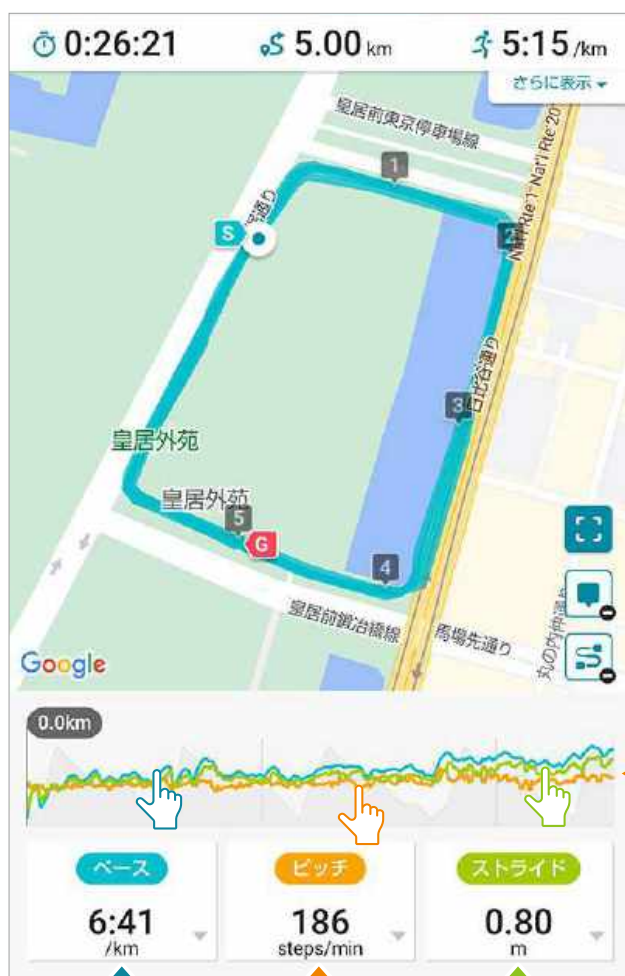 0:26:21
5.00 km
5:15 /km
さらに表示
皇居前東京停車場線
1
S
2
日比谷通り
3
皇居外苑
皇居外苑
5
G
4
皇居前鍛冶橋線
馬場先通り
丸の内仲通り
Google
0.0km
ペース
ピッチ
ストライド
6:41
/km
186
steps/min
0.80
m